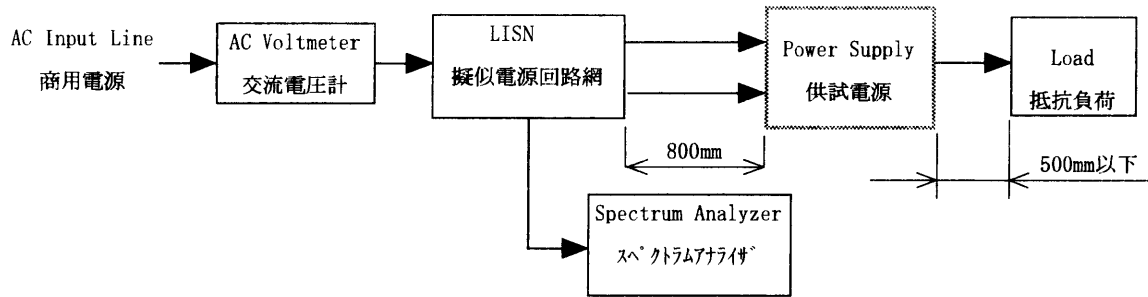 AC Input Line
商用電源
AC Voltmeter
交流電圧計
LISN
擬似電源回路網
Power Supply
供試電源
Load
抵抗負荷
800mm
500mm以下
Spectrum Analyzer
ｽﾍﾟｸﾄﾗﾑｱﾅﾗｲｻﾞ